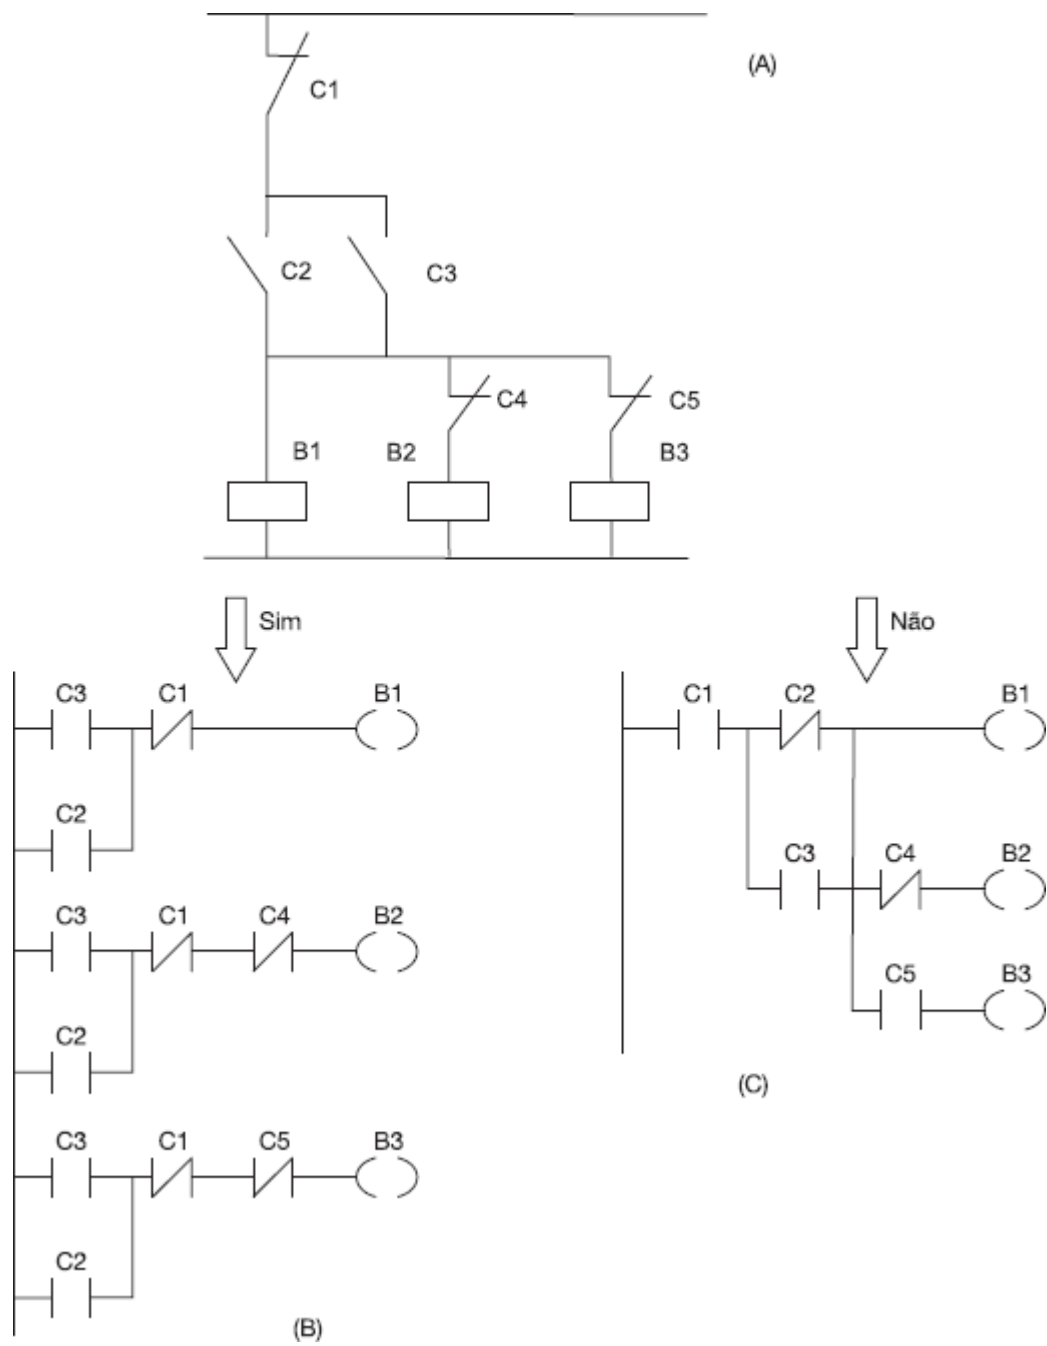 (A)
C1
C2 C3
C4 C5
B1 B2 B3
Sim
Não
C3 C1 B1
C2
C3 C1 C4 B2
C2
C3 C1 C5 B3
C2
(B)
C1 C2 B1
C3 C4 B2
C5 B3
(C)